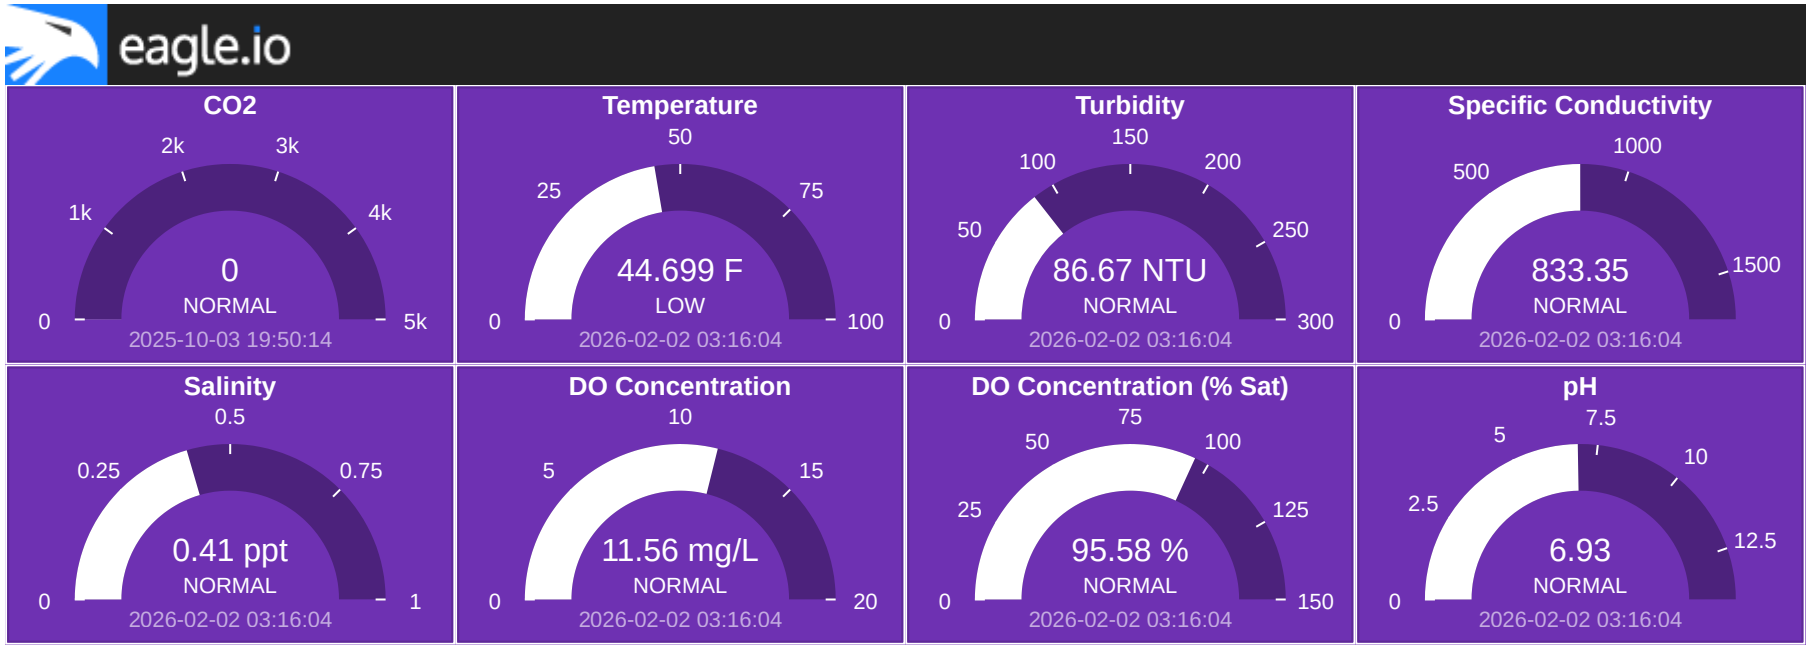 eagle.io
CO2
0
1k
2k
3k
4k
5k
0
NORMAL
2025-10-03 19:50:14
Temperature
0
25
50
75
100
44.699 F
LOW
2026-02-02 03:16:04
Turbidity
0
50
100
150
200
250
300
86.67 NTU
NORMAL
2026-02-02 03:16:04
Specific Conductivity
0
500
1000
1500
833.35
NORMAL
2026-02-02 03:16:04
Salinity
0
0.25
0.5
0.75
1
0.41 ppt
NORMAL
2026-02-02 03:16:04
DO Concentration
0
5
10
15
20
11.56 mg/L
NORMAL
2026-02-02 03:16:04
DO Concentration (% Sat)
0
25
50
75
100
125
150
95.58 %
NORMAL
2026-02-02 03:16:04
pH
0
2.5
5
7.5
10
12.5
6.93
NORMAL
2026-02-02 03:16:04